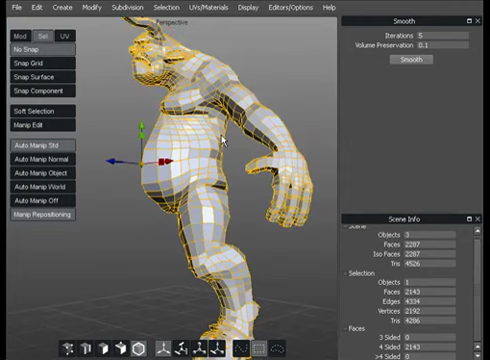 File Edit Create Modify Subdivision Selection UVs/Materials Display Editors/Options Help
Perspective
Mod Sel UV
No Snap
Snap Grid
Snap Surface
Snap Component
Soft Selection
Manip Edit
Auto Manip Std
Auto Manip Normal
Auto Manip Object
Auto Manip World
Auto Manip Off
Manip Repositioning
Smooth
Iterations 5
Volume Preservation 0.1
Smooth
Scene Info
Scene
Objects 3
Faces 2287
Iso Faces 2287
Tris 4526
Selection
Objects 1
Faces 2143
Edges 4334
Vertices 2192
Tris 4286
Faces
3 Sided 0
4 Sided 2143
>4 Sided 0